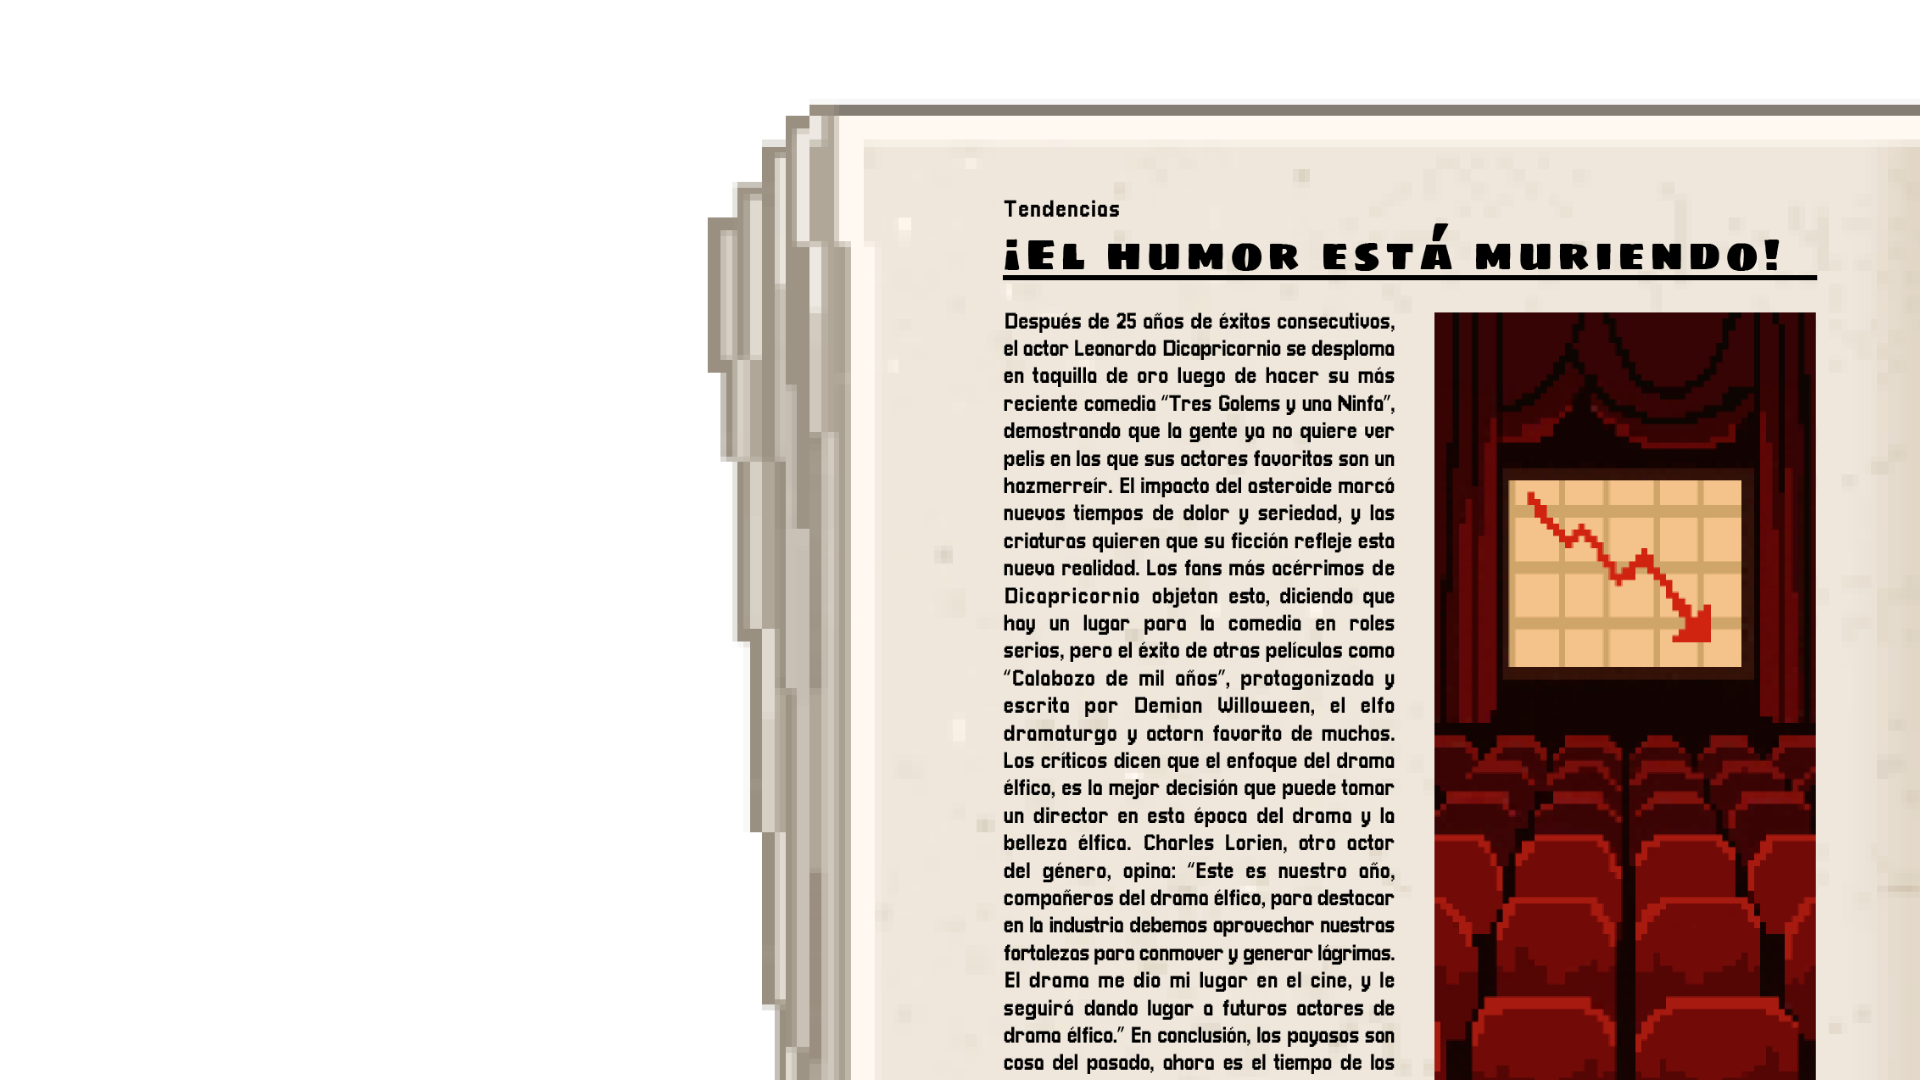 Tendencias
¡El humor está muriendo!
Después de 25 años de éxitos consecutivos,
el actor Leonardo Dicapricornio se desploma
en taquilla de oro luego de hacer su más
reciente comedia "Tres Golems y una Ninfa",
demostrando que la gente ya no quiere ver
pelis en las que sus actores favoritos son un
hazmerreír. El impacto del asteroide marcó
nuevos tiempos de dolor y seriedad, y las
criaturas quieren que su ficción refleje esta
nueva realidad. Los fans más acérrimos de
Dicapricornio objetan esto, diciendo que
hay un lugar para la comedia en roles
serios, pero el éxito de otras películas como
"Calabozo de mil años", protagonizada y
escrita por Demian Willoween, el elfo
dramaturgo y actorn favorito de muchos.
Los críticos dicen que el enfoque del drama
élfico, es la mejor decisión que puede tomar
un director en esta época del drama y la
belleza élfica. Charles Lorien, otro actor
del género, opina: "Este es nuestro año,
compañeros del drama élfico, para destacar
en la industria debemos aprovechar nuestras
fortalezas para conmover y generar lágrimas.
El drama me dio mi lugar en el cine, y le
seguirá dando lugar a futuros actores de
drama élfico." En conclusión, los payasos son
cosa del pasado, ahora es el tiempo de los